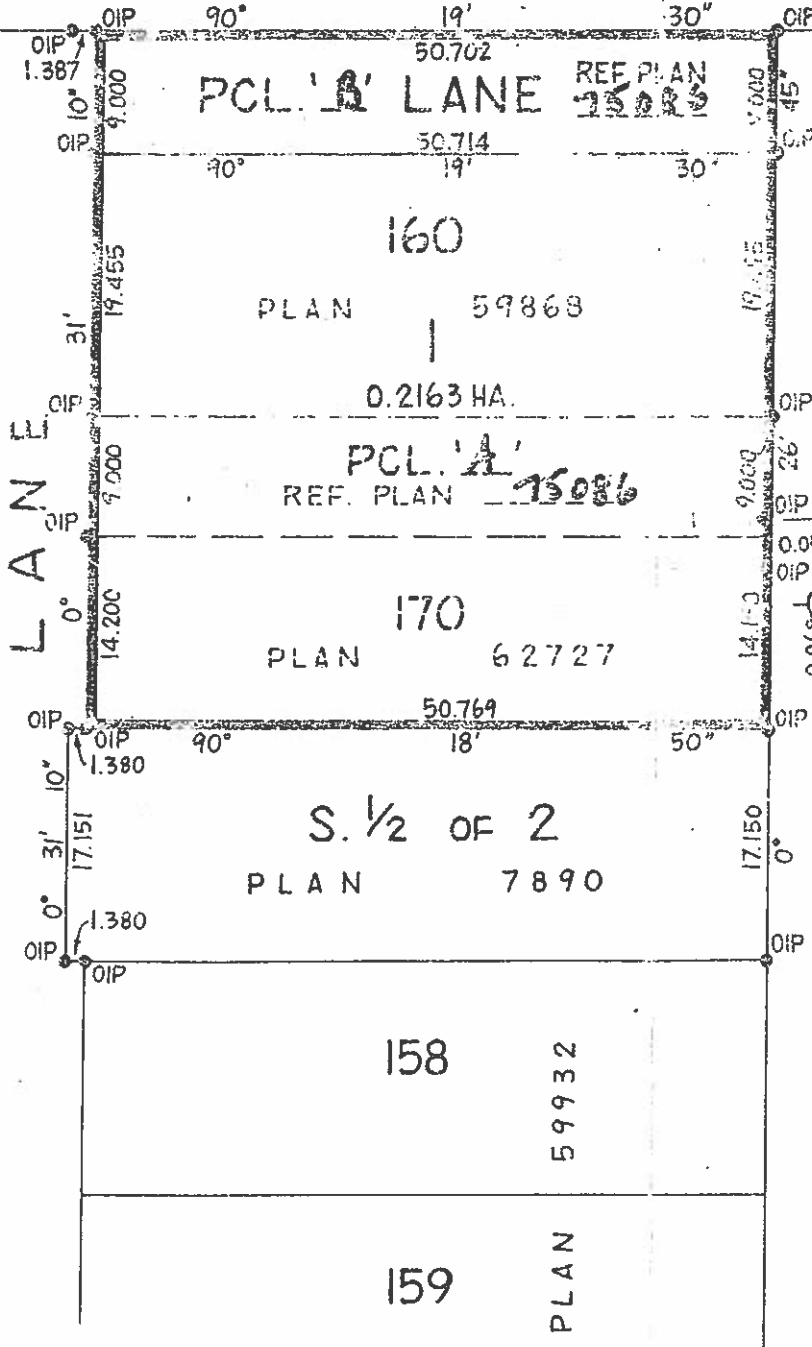 OIP 90° 19' 30" OIP
OIP 50.702
1.387
10" 9.000 PCL. 'B' LANE REF. PLAN 75086 9.000 45"
OIP 50.714
90° 19' 30"
160
19.455
PLAN 59868
31'
1
0.2163 HA.
OIP OIP
PCL. 'A'
9.000 REF. PLAN 75086 9.000 26'
OIP OIP
OIP
LANE
0° 170
14.200
PLAN 62727
50.769
OIP OIP 90° 18' 50" OIP
1.380
10"
31' 17.151 S. 1/2 OF 2 17.150 0°
PLAN 7890
0° 1.380
OIP OIP OIP
158
159
PLAN 59932